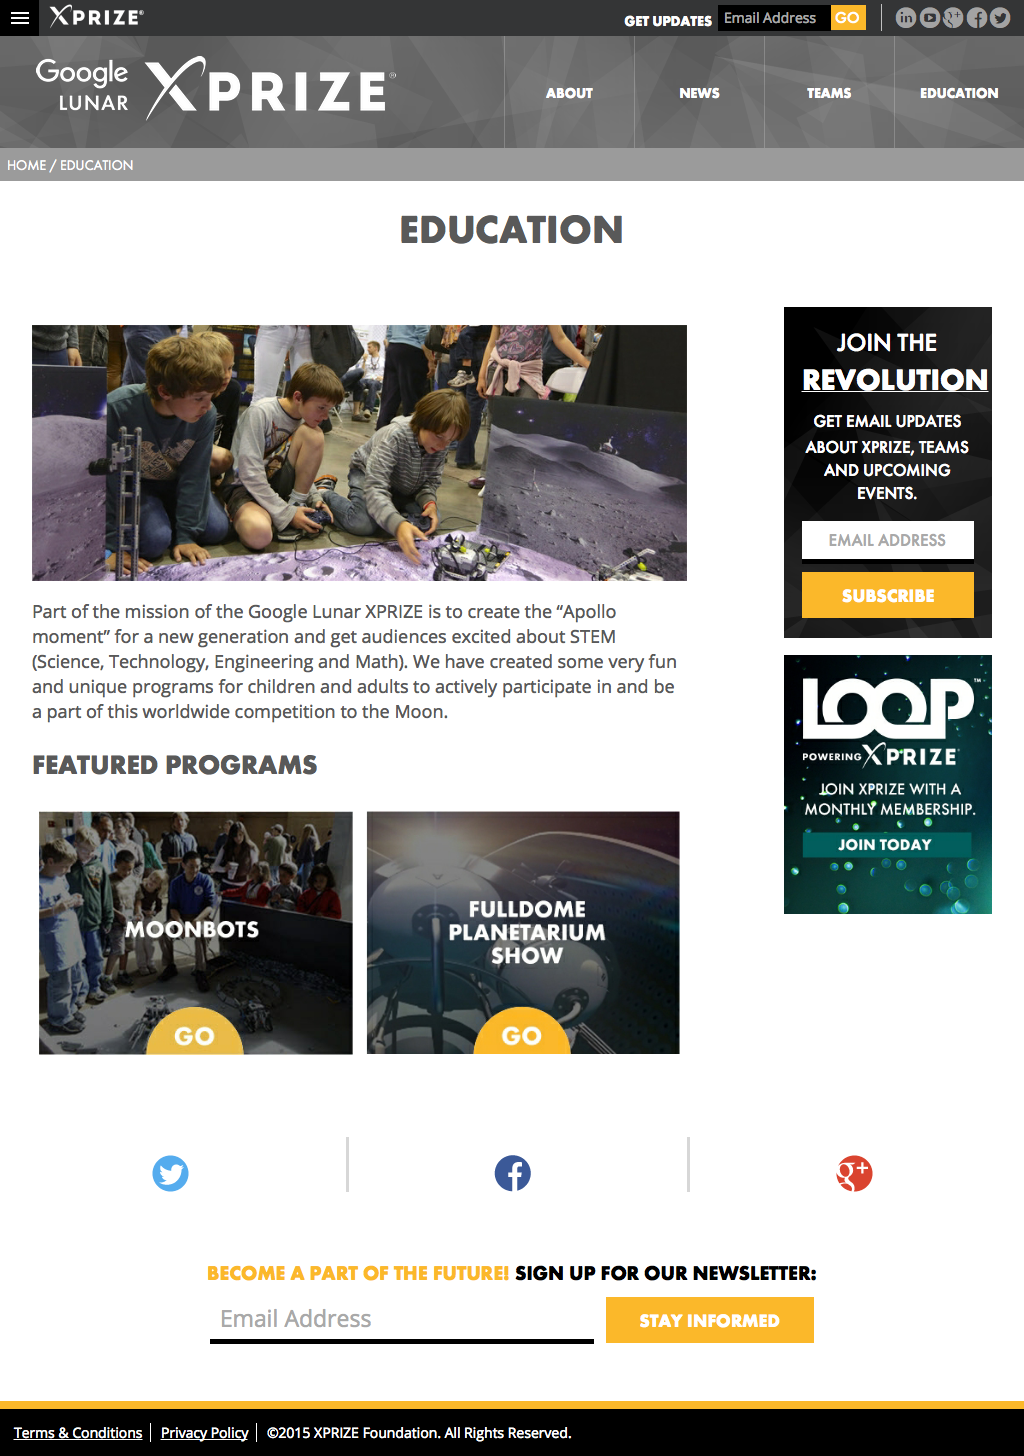 XPRIZE®
GET UPDATES
Email Address
GO
Google
LUNAR
XPRIZE®
ABOUT
NEWS
TEAMS
EDUCATION
HOME / EDUCATION
EDUCATION
Part of the mission of the Google Lunar XPRIZE is to create the “Apollo
moment” for a new generation and get audiences excited about STEM
(Science, Technology, Engineering and Math). We have created some very fun
and unique programs for children and adults to actively participate in and be
a part of this worldwide competition to the Moon.
FEATURED PROGRAMS
MOONBOTS
GO
FULLDOME
PLANETARIUM
SHOW
GO
JOIN THE
REVOLUTION
GET EMAIL UPDATES
ABOUT XPRIZE, TEAMS
AND UPCOMING
EVENTS.
EMAIL ADDRESS
SUBSCRIBE
LOOP™
POWERING XPRIZE
JOIN XPRIZE WITH A
MONTHLY MEMBERSHIP.
JOIN TODAY
BECOME A PART OF THE FUTURE! SIGN UP FOR OUR NEWSLETTER:
Email Address
STAY INFORMED
Terms & Conditions
Privacy Policy
©2015 XPRIZE Foundation. All Rights Reserved.